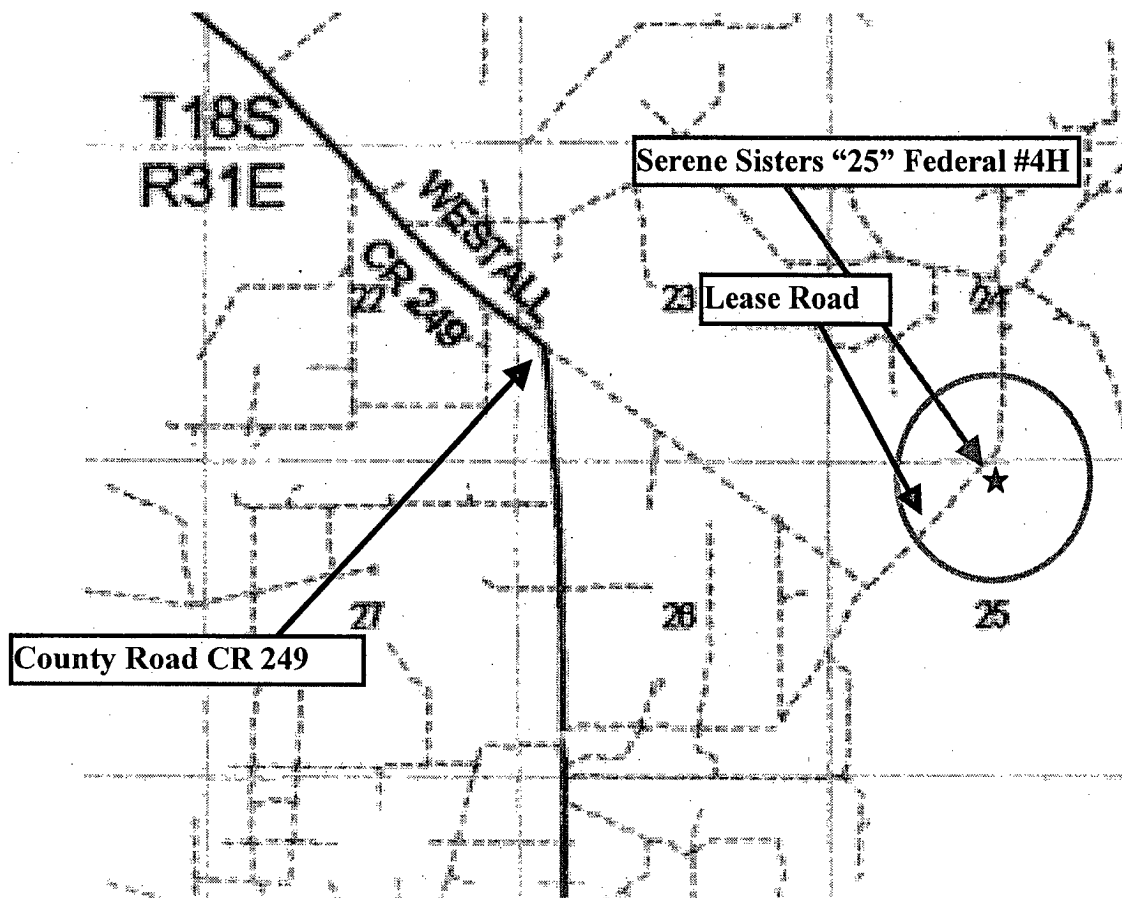 T18S
R31E
Serene Sisters “25” Federal #4H
WESTALL
CR 249
Lease Road
22
23
24
County Road CR 249
27
26
25